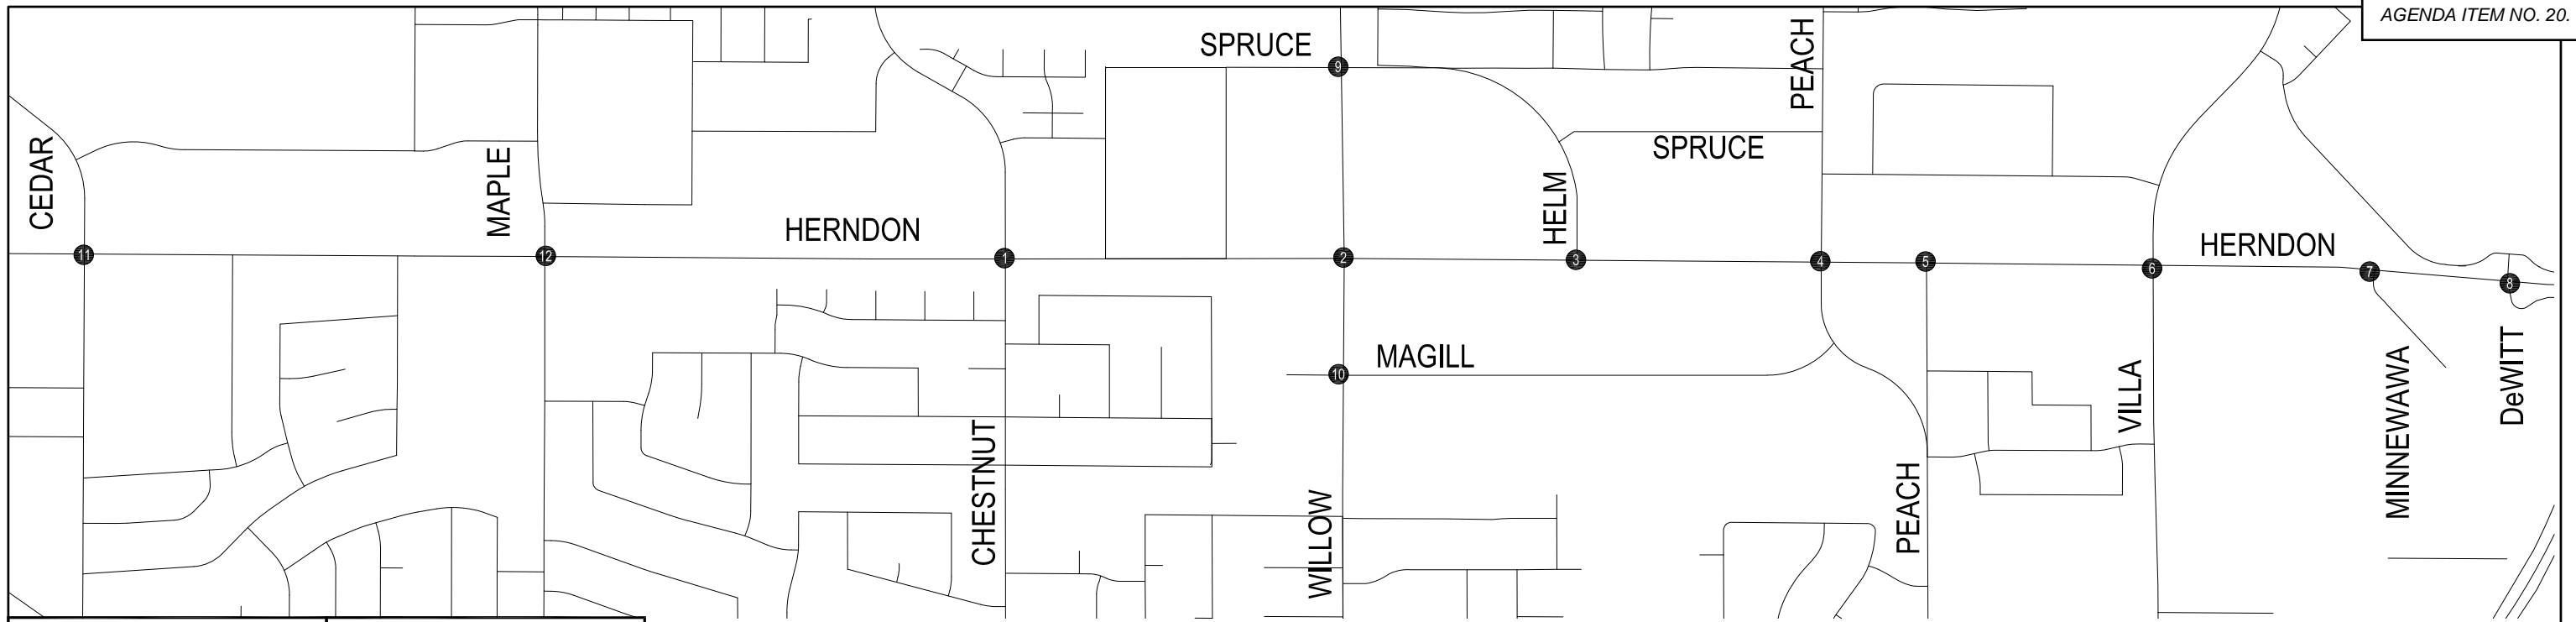 AGENDA ITEM NO. 20.
SPRUCE
PEACH
CEDAR
MAPLE
SPRUCE
HELM
HERNDON
HERNDON
9
11
12
1
2
3
4
5
6
7
8
MAGILL
10
VILLA
MINNEWAWA
DeWITT
CHESTNUT
WILLOW
PEACH